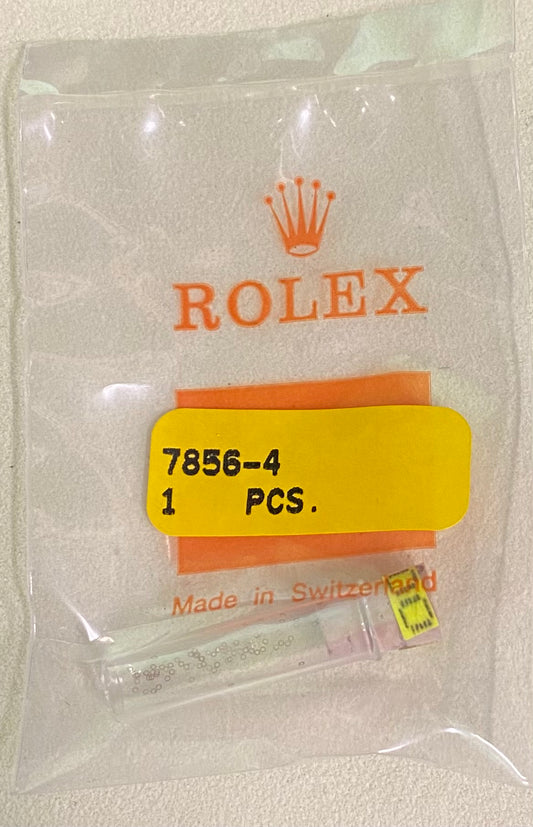 ROLEX
7856-4
1 PCS.
Made in Switzerland